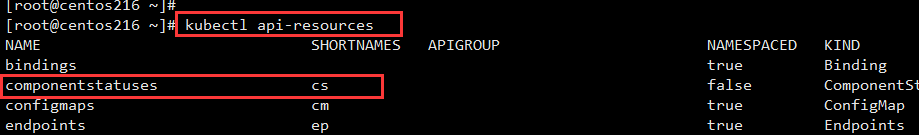 [root@centos216 ~]#
[root@centos216 ~]# kubectl api-resources
NAME SHORTNAMES APIGROUP NAMESPACED KIND
bindings true Binding
componentstatuses cs false ComponentSt
configmaps cm true ConfigMap
endpoints ep true Endpoints